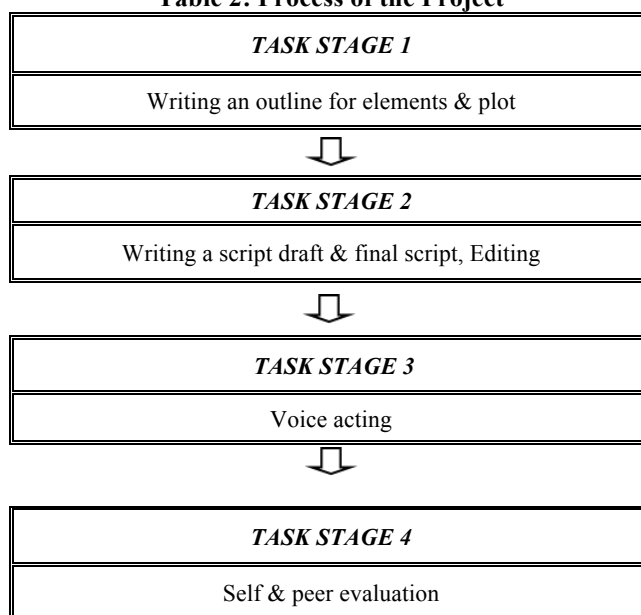 Table 2: Process of the Project
TASK STAGE 1
Writing an outline for elements & plot
TASK STAGE 2
Writing a script draft & final script, Editing
TASK STAGE 3
Voice acting
TASK STAGE 4
Self & peer evaluation